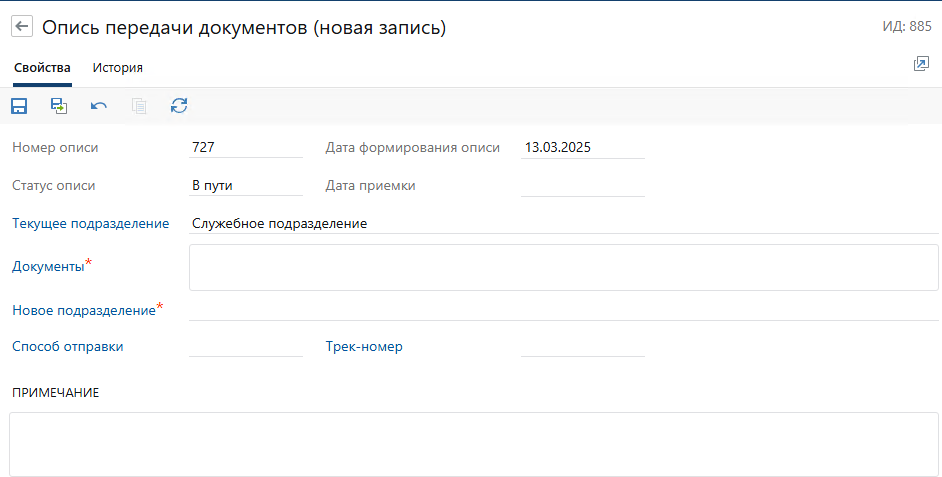 Опись передачи документов (новая запись) ИД: 885
Свойства История
Номер описи 727 Дата формирования описи 13.03.2025
Статус описи В пути Дата приемки
Текущее подразделение Служебное подразделение
Документы*
Новое подразделение*
Способ отправки Трек-номер
ПРИМЕЧАНИЕ